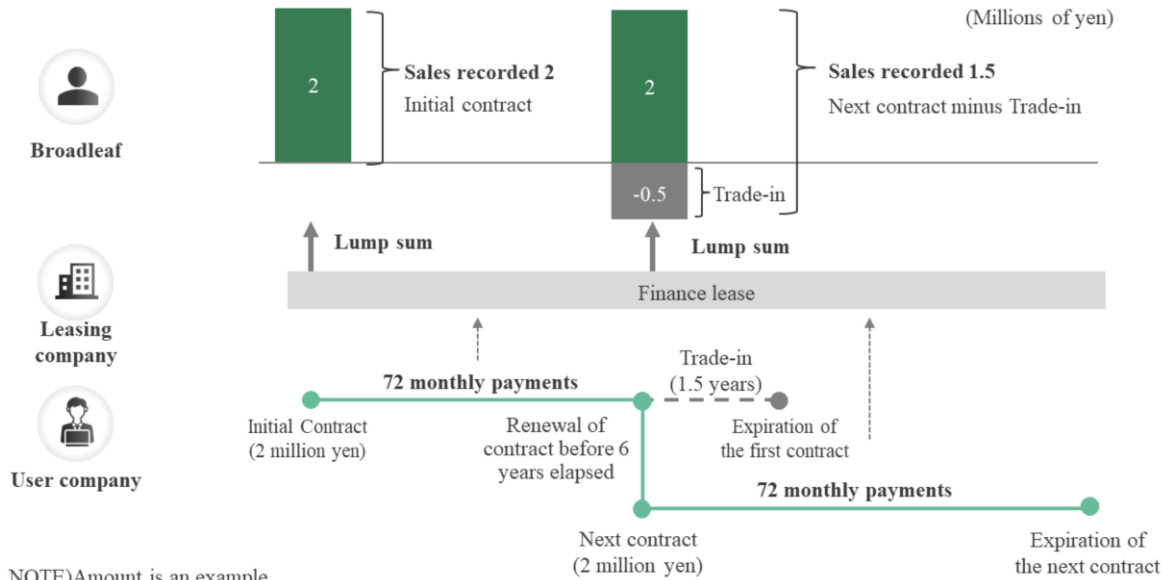 (Millions of yen)
2
Sales recorded 2
Initial contract
2
Sales recorded 1.5
Next contract minus Trade-in
Broadleaf
-0.5
Trade-in
Lump sum
Lump sum
Finance lease
Leasing
company
72 monthly payments
Trade-in
(1.5 years)
Initial Contract
(2 million yen)
Renewal of
contract before 6
years elapsed
Expiration of
the first contract
User company
72 monthly payments
Next contract
(2 million yen)
Expiration of
the next contract
NOTE)Amount is an example